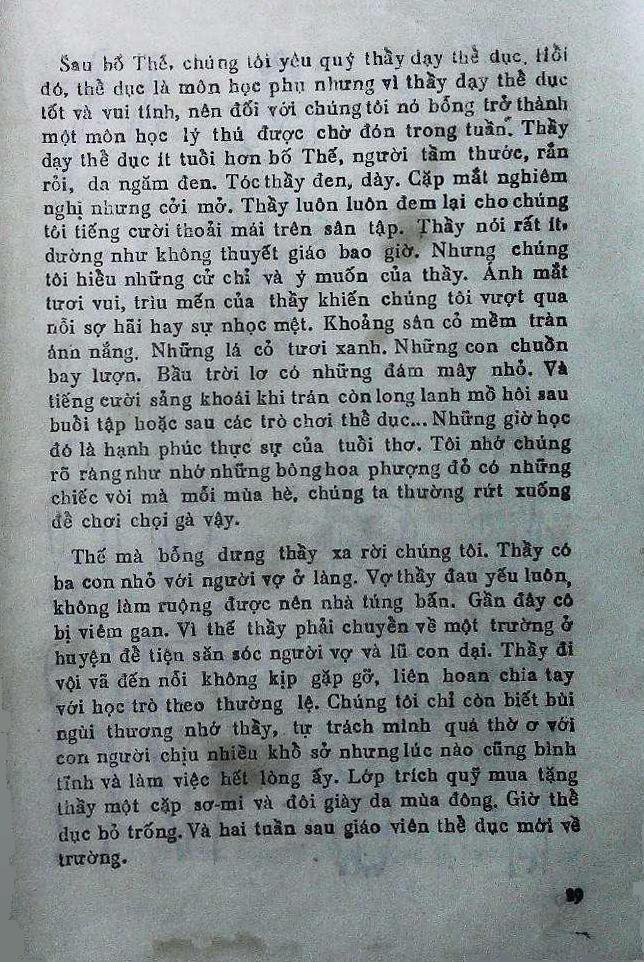 Sau bố Thế, chúng tôi yêu quý thầy dạy thể dục. Hồi
đó, thể dục là môn học phụ nhưng vì thầy dạy thể dục
tốt và vui tính, nên đối với chúng tôi nó bỗng trở thành
một môn học lý thú được chờ đón trong tuần. Thầy
dạy thể dục ít tuổi hơn bố Thế, người tầm thước, rắn
rỏi, da ngăm đen. Tóc thầy đen, dày. Cặp mắt nghiêm
nghị nhưng cởi mở. Thầy luôn luôn đem lại cho chúng
tôi tiếng cười thoải mái trên sân tập. Thầy nói rất ít,
dường như không thuyết giáo bao giờ. Nhưng chúng
tôi hiểu những cử chỉ và ý muốn của thầy. Ánh mắt
tươi vui, trìu mến của thầy khiến chúng tôi vượt qua
nỗi sợ hãi hay sự nhọc mệt. Khoảng sân cỏ mềm tràn
ánh nắng. Những lá cỏ tươi xanh. Những con chuồn
bay lượn. Bầu trời lơ có những đám mây nhỏ. Và
tiếng cười sảng khoái khi trán còn long lanh mồ hôi sau
buổi tập hoặc sau các trò chơi thể dục... Những giờ học
đó là hạnh phúc thực sự của tuổi thơ. Tôi nhớ chúng
rõ ràng như nhớ những bông hoa phượng đỏ có những
chiếc vòi mà mỗi mùa hè, chúng ta thường rứt xuống
để chơi chọi gà vậy.
Thế mà bỗng dưng thầy xa rời chúng tôi. Thầy có
ba con nhỏ với người vợ ở làng. Vợ thầy đau yếu luôn,
không làm ruộng được nên nhà túng bấn. Gần đây cô
bị viêm gan. Vì thế thầy phải chuyển về một trường ở
huyện để tiện săn sóc người vợ và lũ con dại. Thầy đi
vội vã đến nỗi không kịp gặp gỡ, liên hoan chia tay
với học trò theo thường lệ. Chúng tôi chỉ còn biết bùi
ngùi thương nhớ thầy, tự trách mình quá thờ ơ với
con người chịu nhiều khổ sở nhưng lúc nào cũng bình
tĩnh và làm việc hết lòng ấy. Lớp trích quỹ mua tặng
thầy một cặp sơ-mi và đôi giày da mùa đông. Giờ thể
dục bỏ trống. Và hai tuần sau giáo viên thể dục mới về
trường.
29